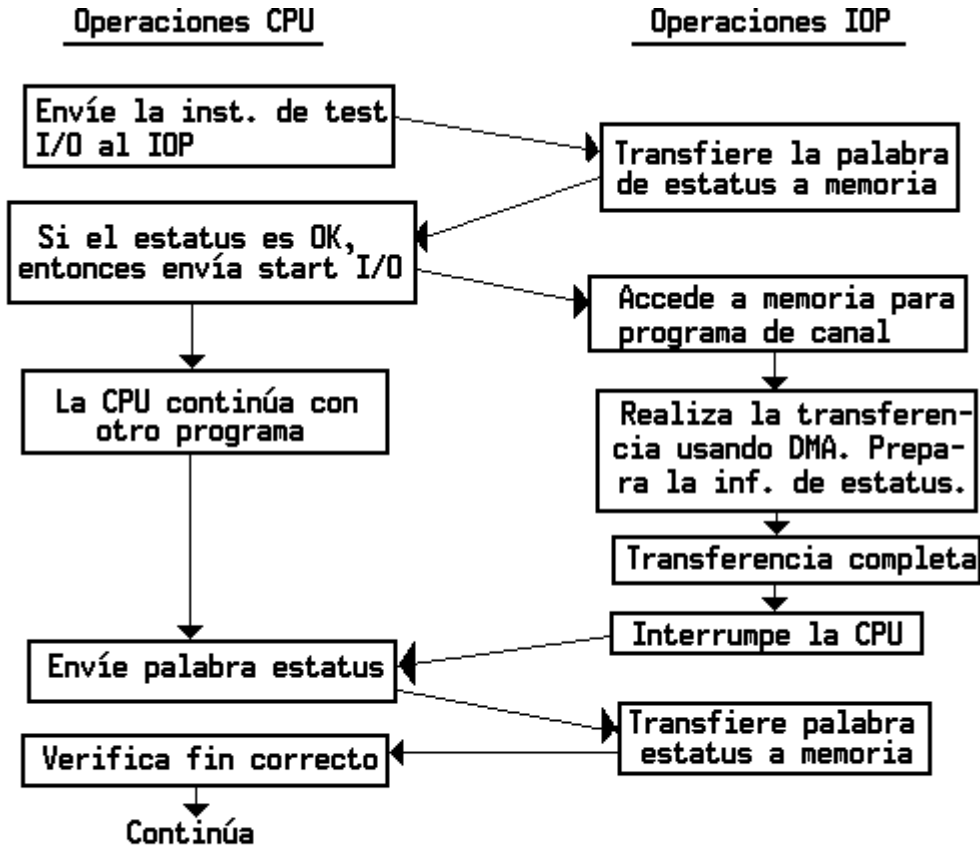 Operaciones CPU
Operaciones IOP
Envíe la inst. de test
I/O al IOP
Transfiere la palabra
de estatus a memoria
Si el estatus es OK,
entonces envía start I/O
Accede a memoria para
programa de canal
La CPU continúa con
otro programa
Realiza la transferen-
cia usando DMA. Prepa-
ra la inf. de estatus.
Transferencia completa
Interrumpe la CPU
Envíe palabra estatus
Transfiere palabra
estatus a memoria
Verifica fin correcto
Continúa